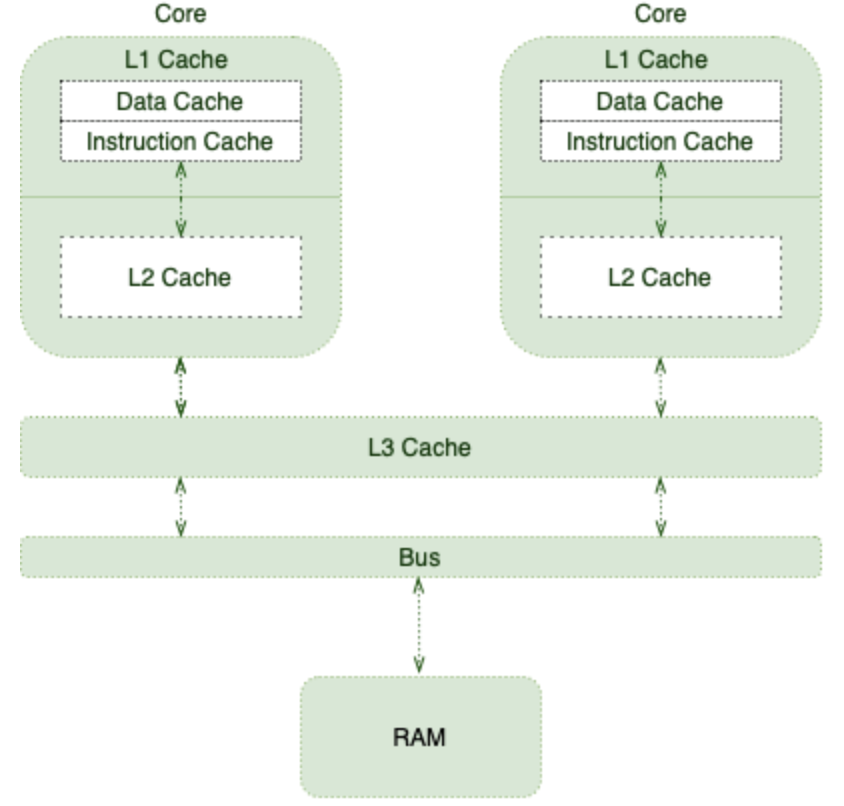 Core
L1 Cache
Data Cache
Instruction Cache
L2 Cache
Core
L1 Cache
Data Cache
Instruction Cache
L2 Cache
L3 Cache
Bus
RAM